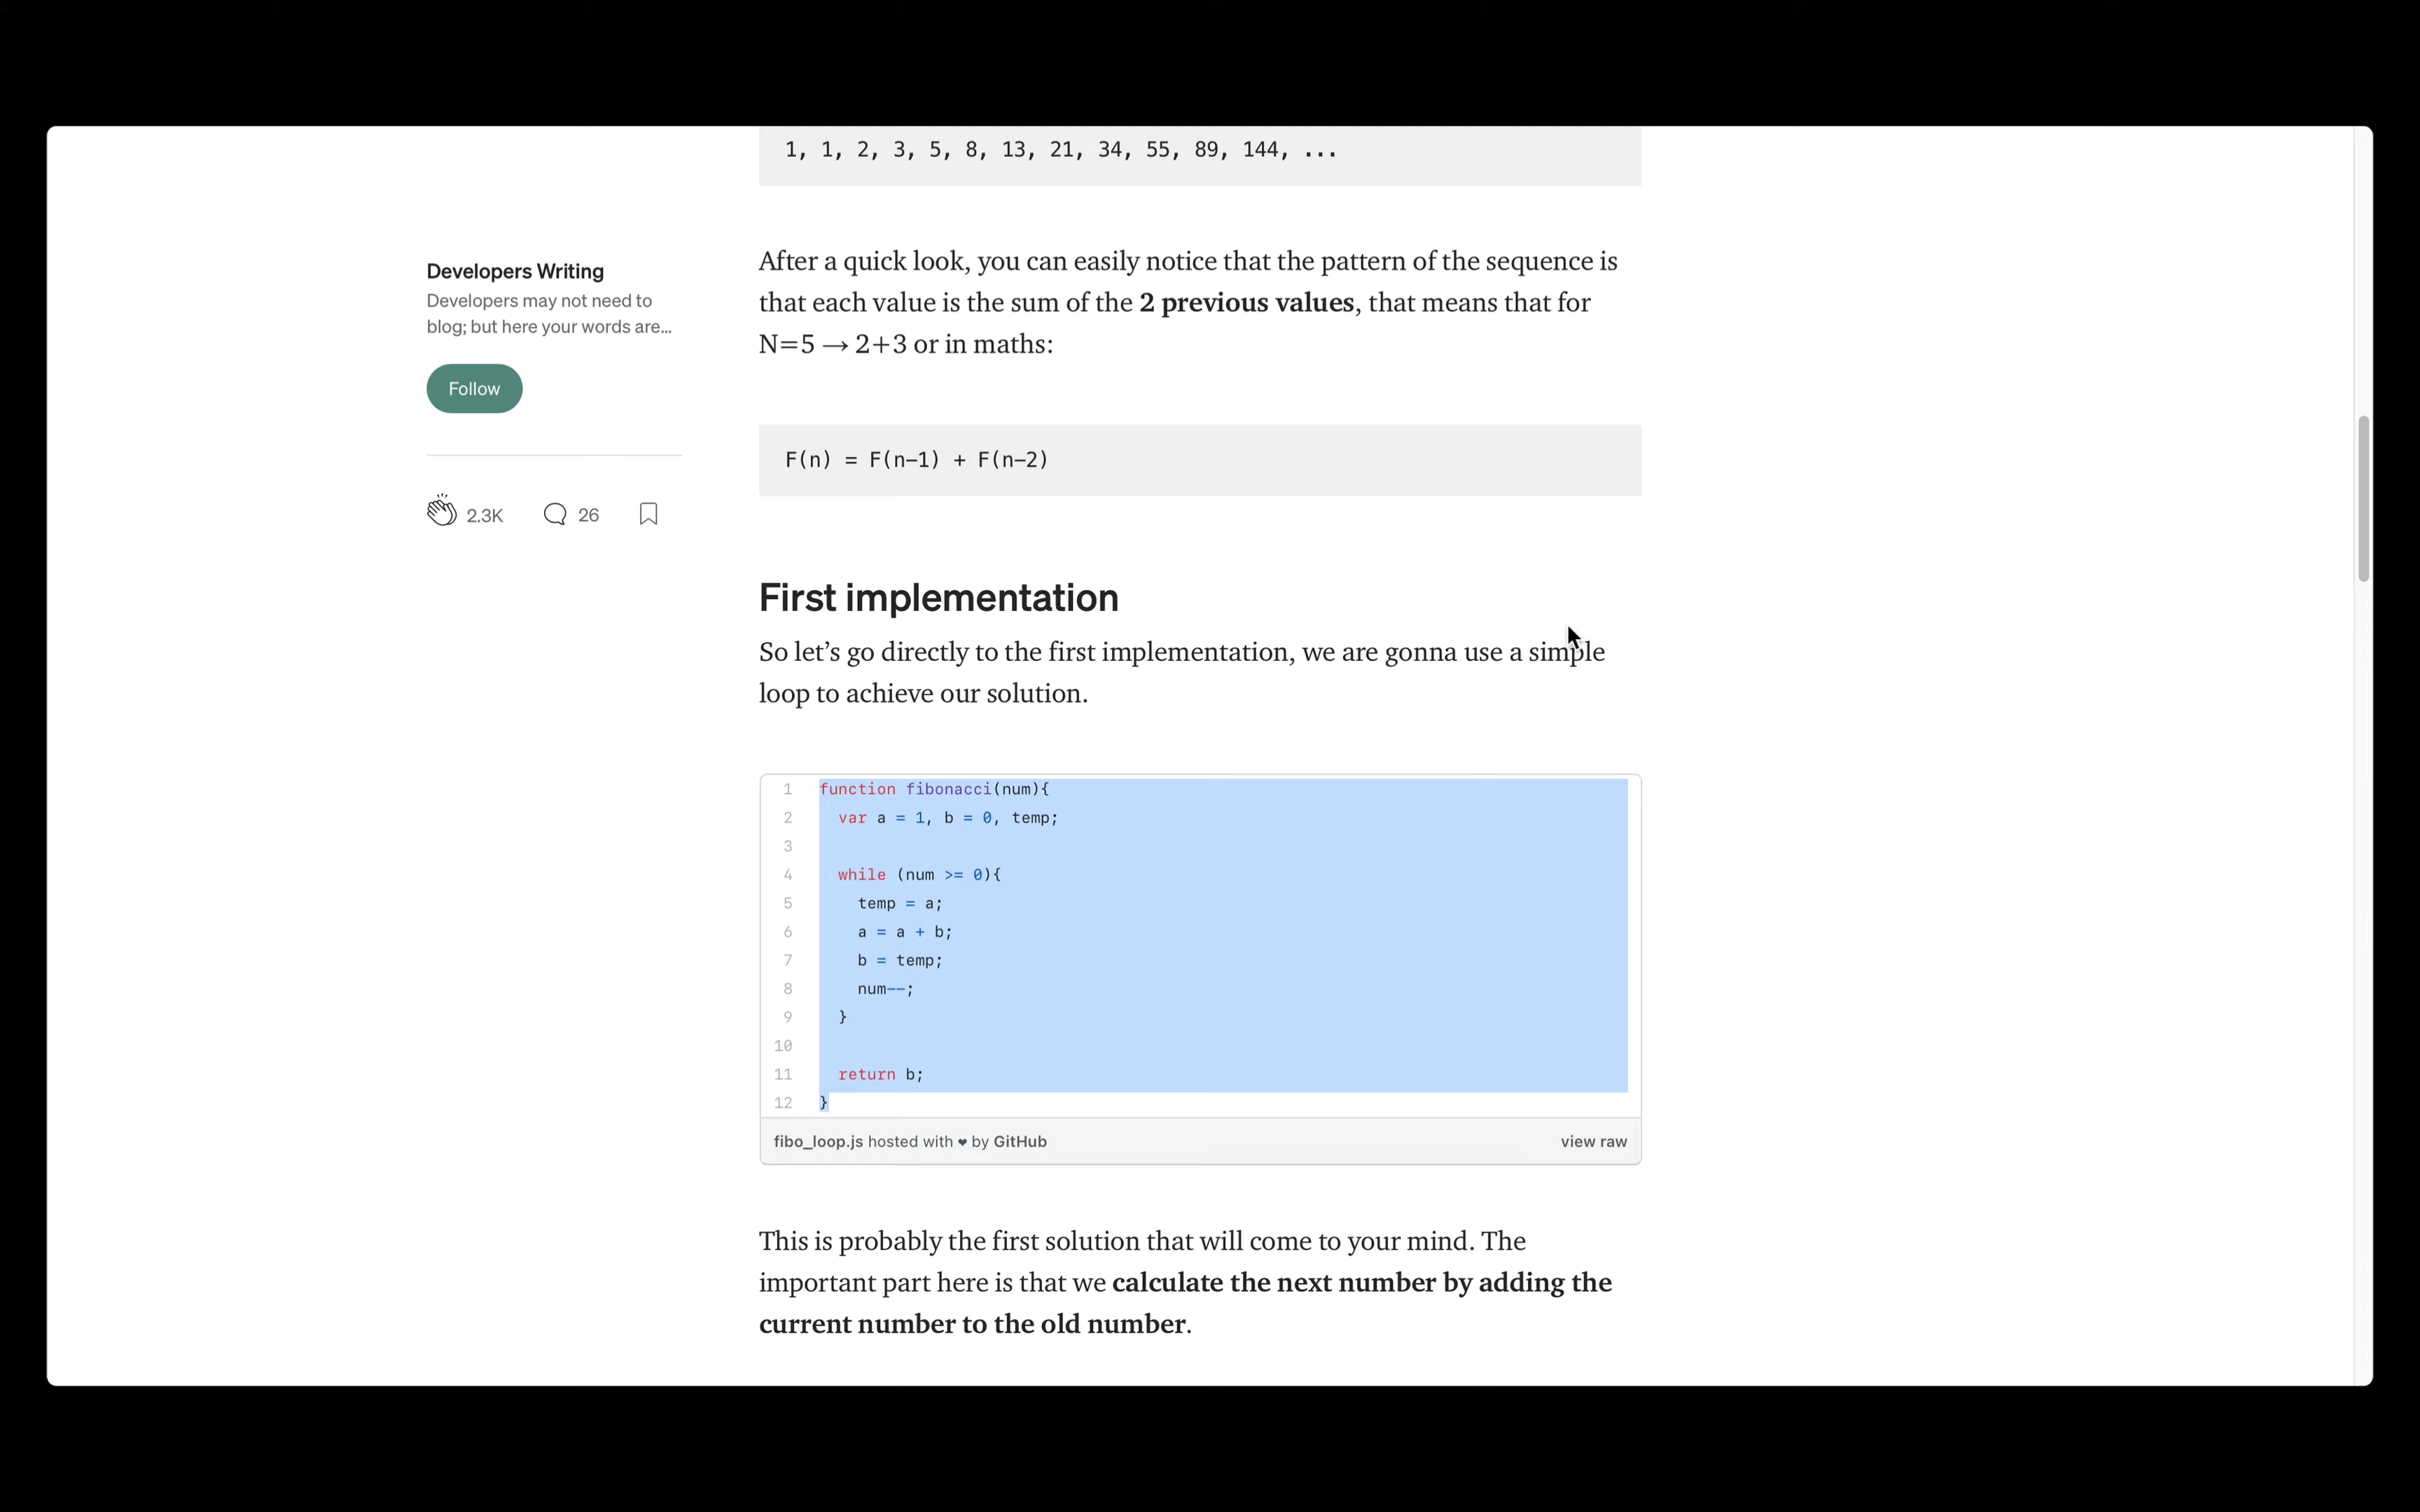 1, 1, 2, 3, 5, 8, 13, 21, 34, 55, 89, 144, ...
Developers Writing
Developers may not need to
blog; but here your words are...
Follow
2.3K 26
After a quick look, you can easily notice that the pattern of the sequence is
that each value is the sum of the 2 previous values, that means that for
N=5 → 2+3 or in maths:
F(n) = F(n-1) + F(n-2)
First implementation
So let’s go directly to the first implementation, we are gonna use a simple
loop to achieve our solution.
1 function fibonacci(num){
2 var a = 1, b = 0, temp;
3
4 while (num >= 0){
5 temp = a;
6 a = a + b;
7 b = temp;
8 num--;
9 }
10
11 return b;
12 }
fibo_loop.js hosted with ❤ by GitHub view raw
This is probably the first solution that will come to your mind. The
important part here is that we calculate the next number by adding the
current number to the old number.